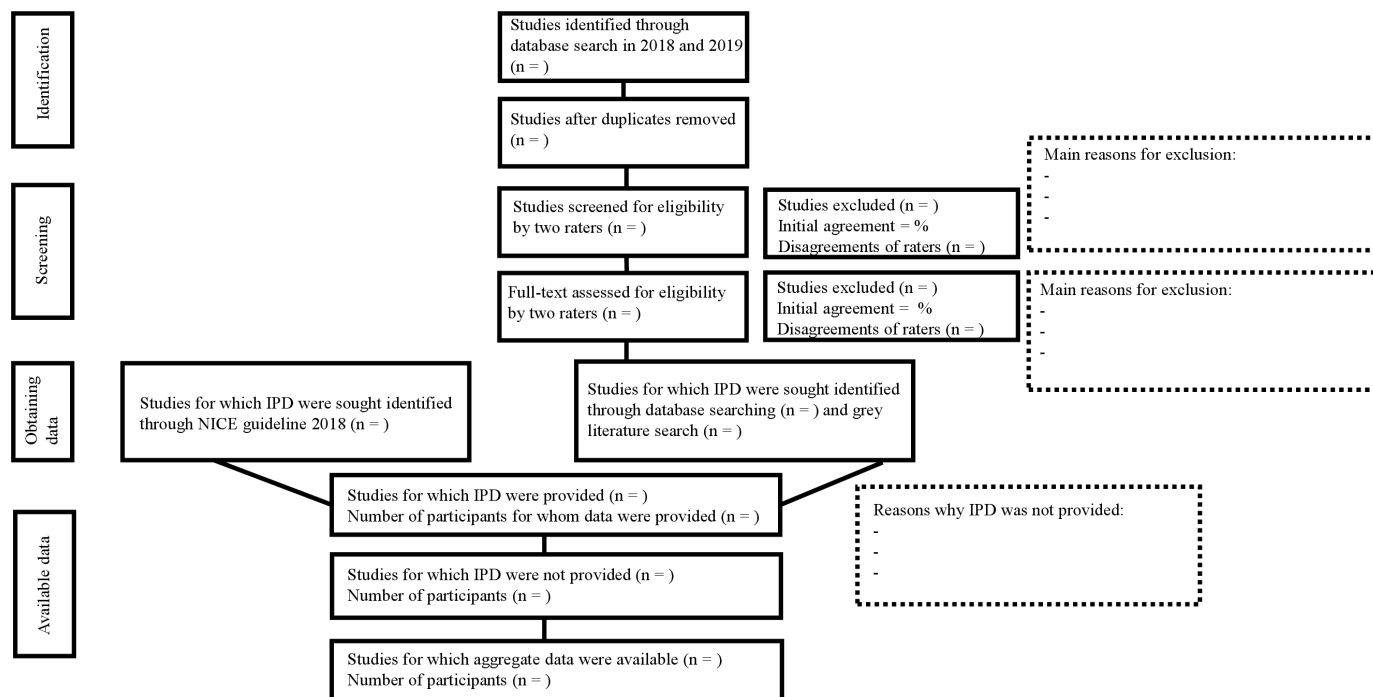 Identification
Studies identified through
database search in 2018 and 2019
(n = )
Studies after duplicates removed
(n = )
Screening
Studies screened for eligibility
by two raters (n = )
Studies excluded (n = )
Initial agreement = %
Disagreements of raters (n = )
Main reasons for exclusion:
-
-
-
Full-text assessed for eligibility
by two raters (n = )
Studies excluded (n = )
Initial agreement =  %
Disagreements of raters (n = )
Main reasons for exclusion:
-
-
-
Obtaining
data
Studies for which IPD were sought identified
through NICE guideline 2018 (n = )
Studies for which IPD were sought identified
through database searching (n = ) and grey
literature search (n = )
Available data
Studies for which IPD were provided (n = )
Number of participants for whom data were provided (n = )
Reasons why IPD was not provided:
-
-
-
Studies for which IPD were not provided (n = )
Number of participants (n = )
Studies for which aggregate data were available (n = )
Number of participants (n = )